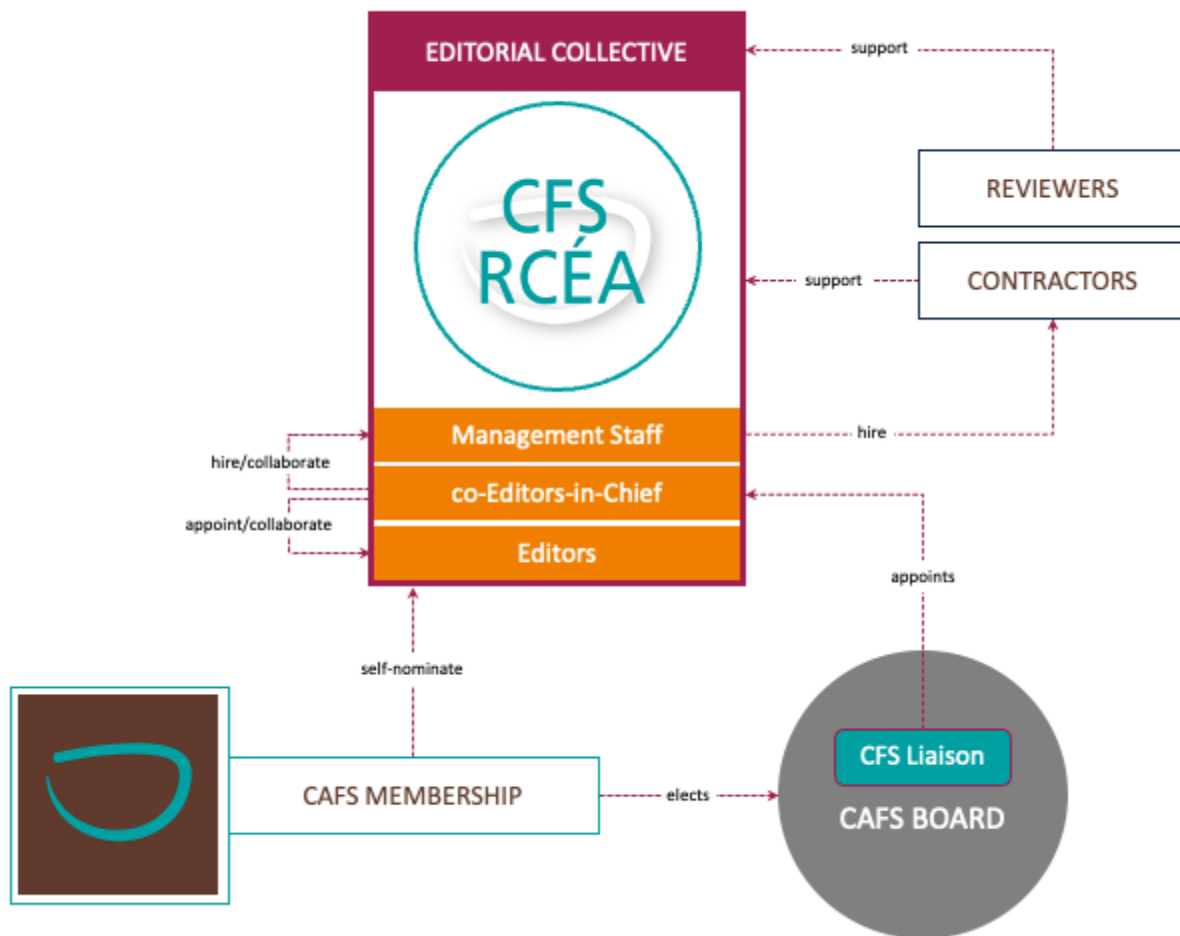 EDITORIAL COLLECTIVE
support
CFS
RCÉA
REVIEWERS
CONTRACTORS
support
Management Staff
hire
hire/collaborate
co-Editors-in-Chief
appoint/collaborate
Editors
appoints
self-nominate
CFS Liaison
CAFS MEMBERSHIP
elects
CAFS BOARD